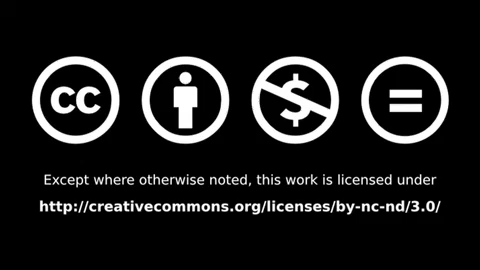 cc
$
=
Except where otherwise noted, this work is licensed under
http://creativecommons.org/licenses/by-nc-nd/3.0/